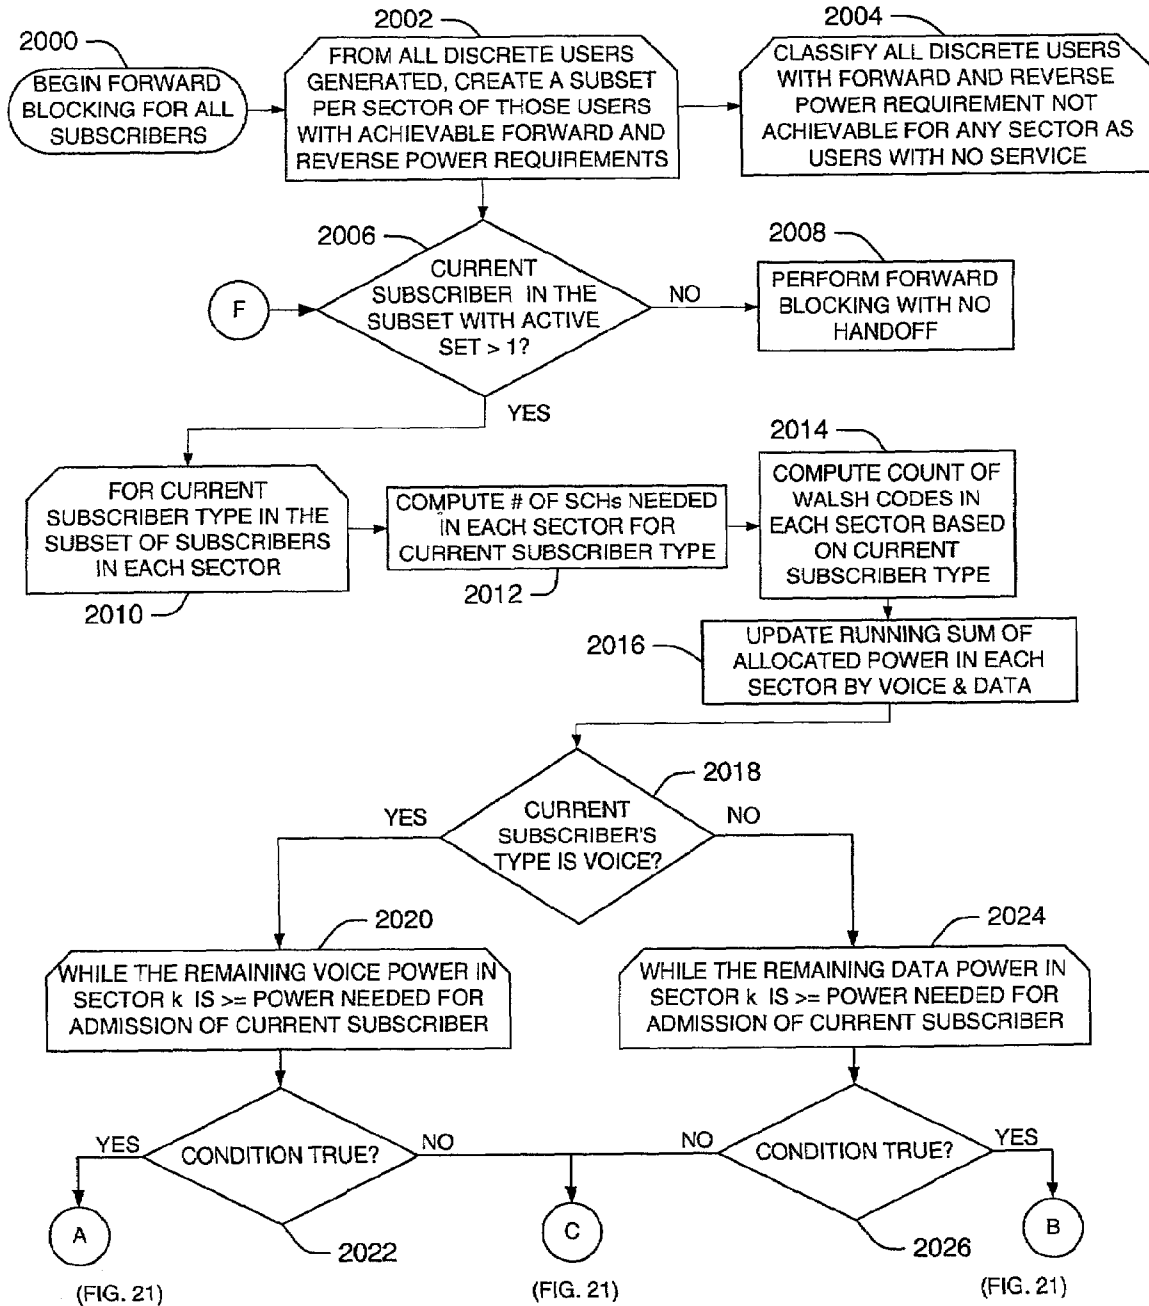 2000
BEGIN FORWARD
BLOCKING FOR ALL
SUBSCRIBERS
2002
FROM ALL DISCRETE USERS
GENERATED, CREATE A SUBSET
PER SECTOR OF THOSE USERS
WITH ACHIEVABLE FORWARD AND
REVERSE POWER REQUIREMENTS
2004
CLASSIFY ALL DISCRETE USERS
WITH FORWARD AND REVERSE
POWER REQUIREMENT NOT
ACHIEVABLE FOR ANY SECTOR AS
USERS WITH NO SERVICE
2006
F
CURRENT
SUBSCRIBER IN THE
SUBSET WITH ACTIVE
SET > 1?
NO
YES
2008
PERFORM FORWARD
BLOCKING WITH NO
HANDOFF
FOR CURRENT
SUBSCRIBER TYPE IN THE
SUBSET OF SUBSCRIBERS
IN EACH SECTOR
2010
COMPUTE # OF SCHs NEEDED
IN EACH SECTOR FOR
CURRENT SUBSCRIBER TYPE
2012
2014
COMPUTE COUNT OF
WALSH CODES IN
EACH SECTOR BASED
ON CURRENT
SUBSCRIBER TYPE
2016
UPDATE RUNNING SUM OF
ALLOCATED POWER IN EACH
SECTOR BY VOICE & DATA
2018
YES
CURRENT
SUBSCRIBER'S
TYPE IS VOICE?
NO
2020
WHILE THE REMAINING VOICE POWER IN
SECTOR k IS >= POWER NEEDED FOR
ADMISSION OF CURRENT SUBSCRIBER
2024
WHILE THE REMAINING DATA POWER IN
SECTOR k IS >= POWER NEEDED FOR
ADMISSION OF CURRENT SUBSCRIBER
YES
CONDITION TRUE?
NO
2022
NO
CONDITION TRUE?
YES
2026
A
(FIG. 21)
C
(FIG. 21)
B
(FIG. 21)